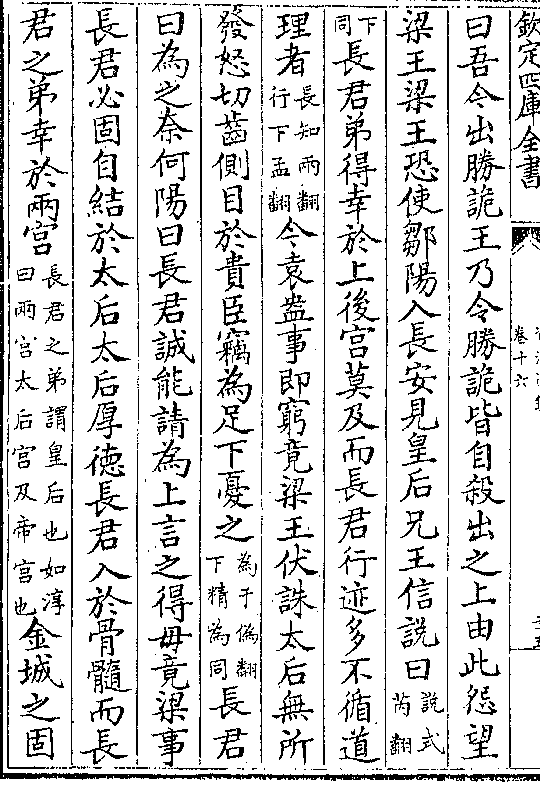 欽定四庫全書
卷十六
曰吾今出勝詭王乃令勝詭皆自殺出之上由此怨望
梁王梁王恐使鄒陽入長安見皇后兄王信說曰說式芮翻
下同長君弟得幸於上後宫莫及而長君行迹多不循道
理者長知兩翻行下孟翻今袁盎事即窮竟梁王伏誅太后無所
發怒切齒側目於貴臣竊為足下憂之為于偽翻下精為同長君
曰為之奈何陽曰長君誠能請為上言之得毋竟梁事
長君必固自結於太后太后厚徳長君入於骨髓而長
君之弟幸於兩宫長君之弟謂皇后也如淳曰兩宫太后宫及帝宫也金城之固